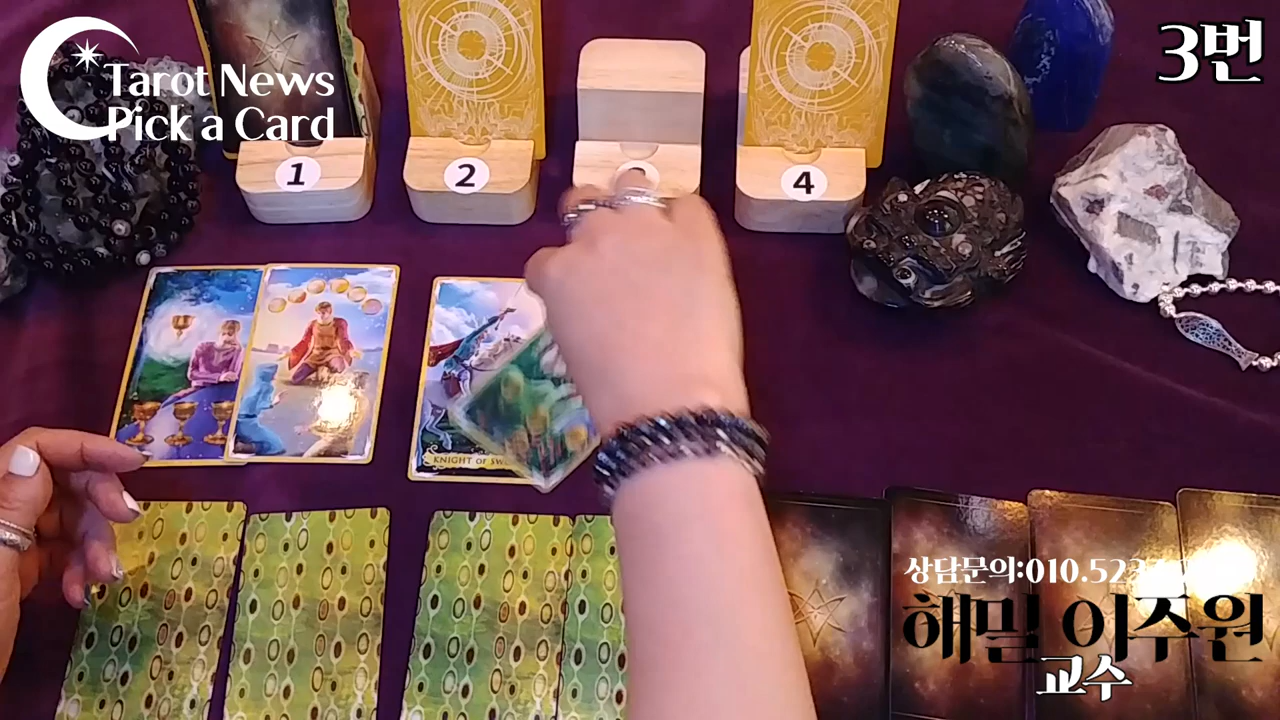 Tarot News
Pick a Card
3번
1
2
4
KNIGHT OF
상담문의:010.52
해밀 이수원
교수